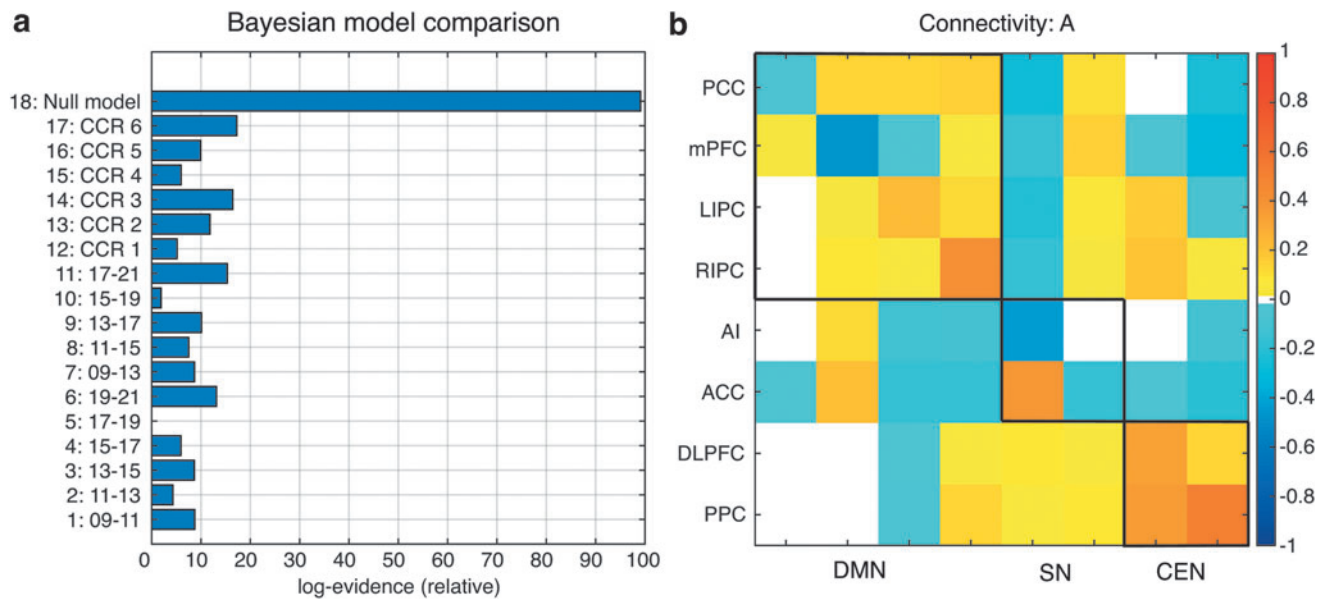 a
Bayesian model comparison
18: Null model
17: CCR 6
16: CCR 5
15: CCR 4
14: CCR 3
13: CCR 2
12: CCR 1
11: 17-21
10: 15-19
9: 13-17
8: 11-15
7: 09-13
6: 19-21
5: 17-19
4: 15-17
3: 13-15
2: 11-13
1: 09-11
0 10 20 30 40 50 60 70 80 90 100
log-evidence (relative)
b
Connectivity: A
PCC
mPFC
LIPC
RIPC
AI
ACC
DLPFC
PPC
DMN SN CEN
1
0.8
0.6
0.4
0.2
0
-0.2
-0.4
-0.6
-0.8
-1